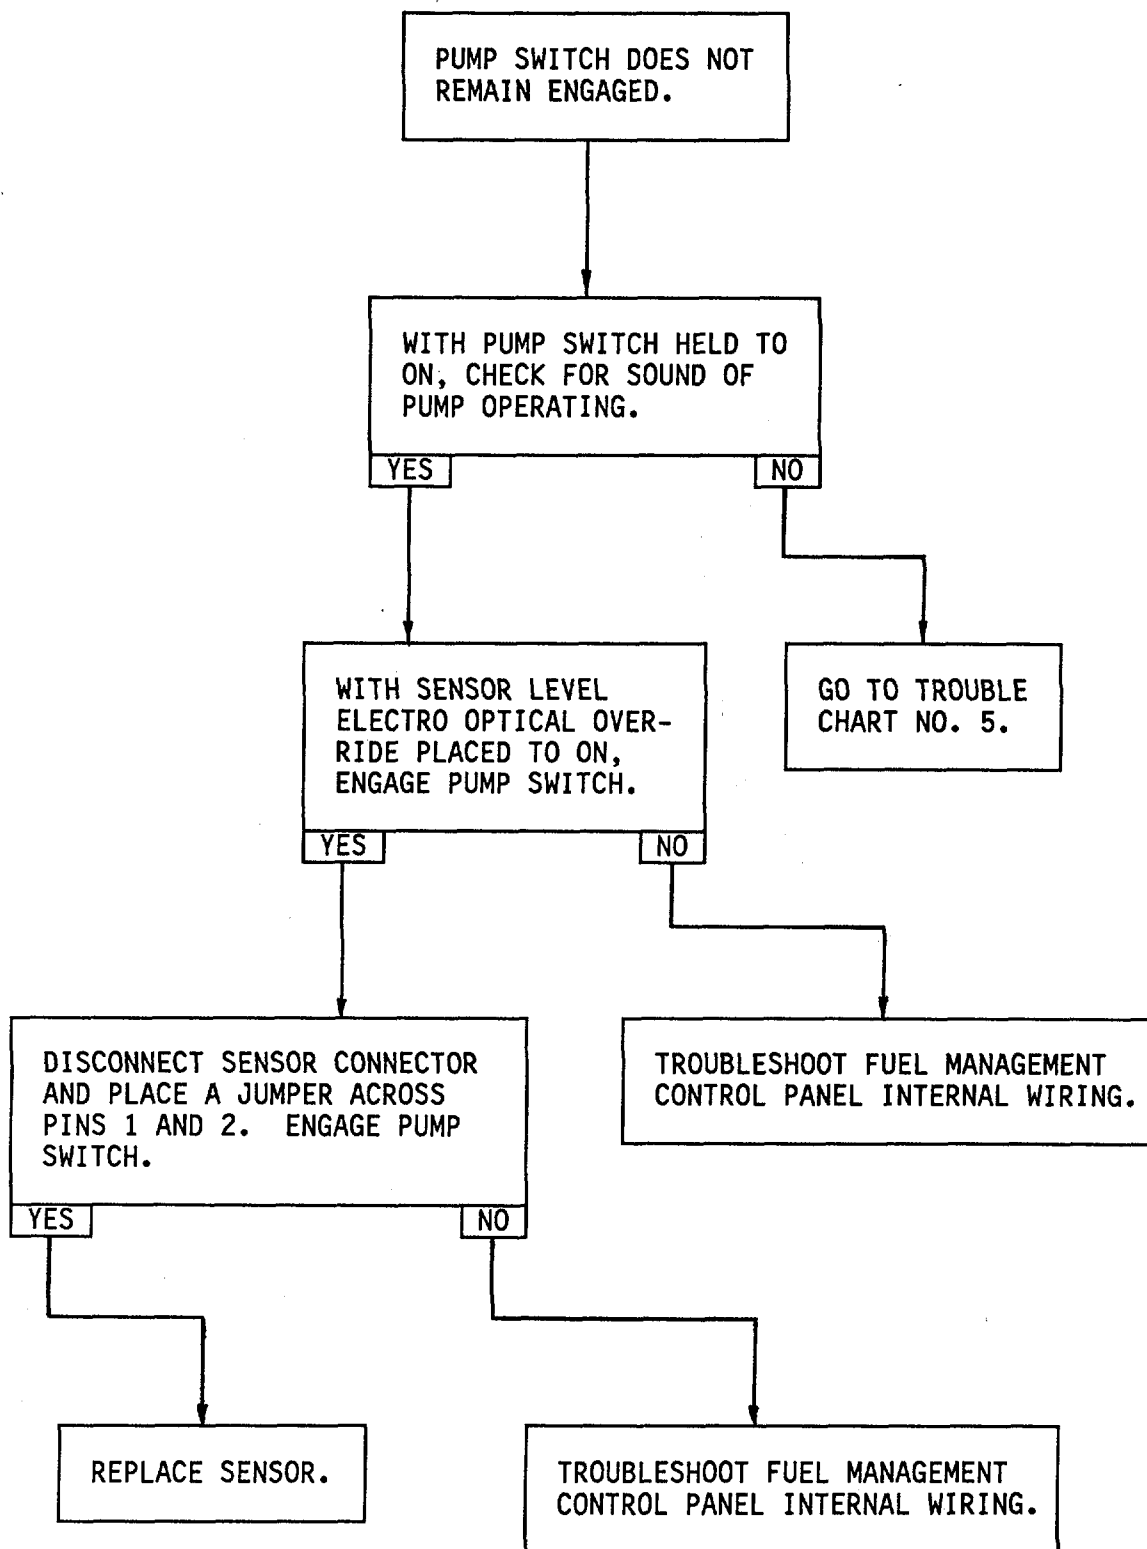 PUMP SWITCH DOES NOT
REMAIN ENGAGED.
WITH PUMP SWITCH HELD TO
ON, CHECK FOR SOUND OF
PUMP OPERATING.
YES
NO
WITH SENSOR LEVEL
ELECTRO OPTICAL OVER-
RIDE PLACED TO ON,
ENGAGE PUMP SWITCH.
GO TO TROUBLE
CHART NO. 5.
YES
NO
DISCONNECT SENSOR CONNECTOR
AND PLACE A JUMPER ACROSS
PINS 1 AND 2. ENGAGE PUMP
SWITCH.
TROUBLESHOOT FUEL MANAGEMENT
CONTROL PANEL INTERNAL WIRING.
YES
NO
REPLACE SENSOR.
TROUBLESHOOT FUEL MANAGEMENT
CONTROL PANEL INTERNAL WIRING.